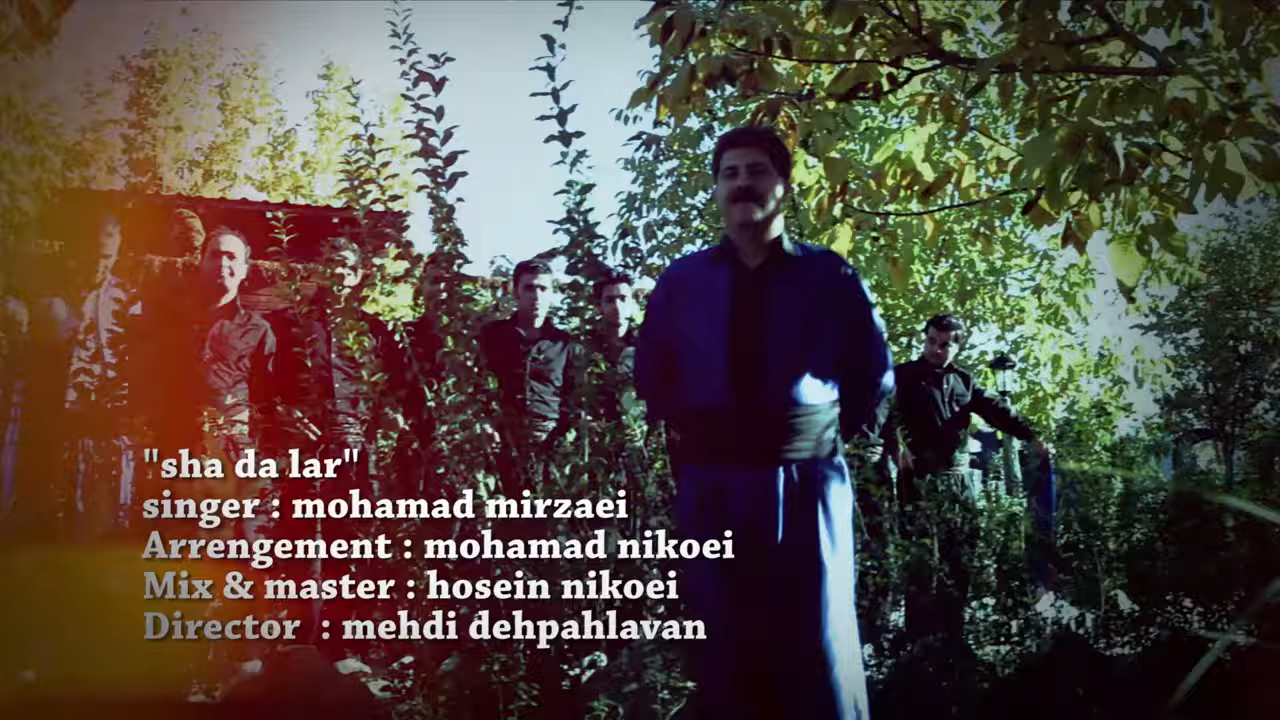 "sha da lar"
singer : mohamad mirzaei
Arrengement : mohamad nikoei
Mix & master : hosein nikoei
Director : mehdi dehpahlavan